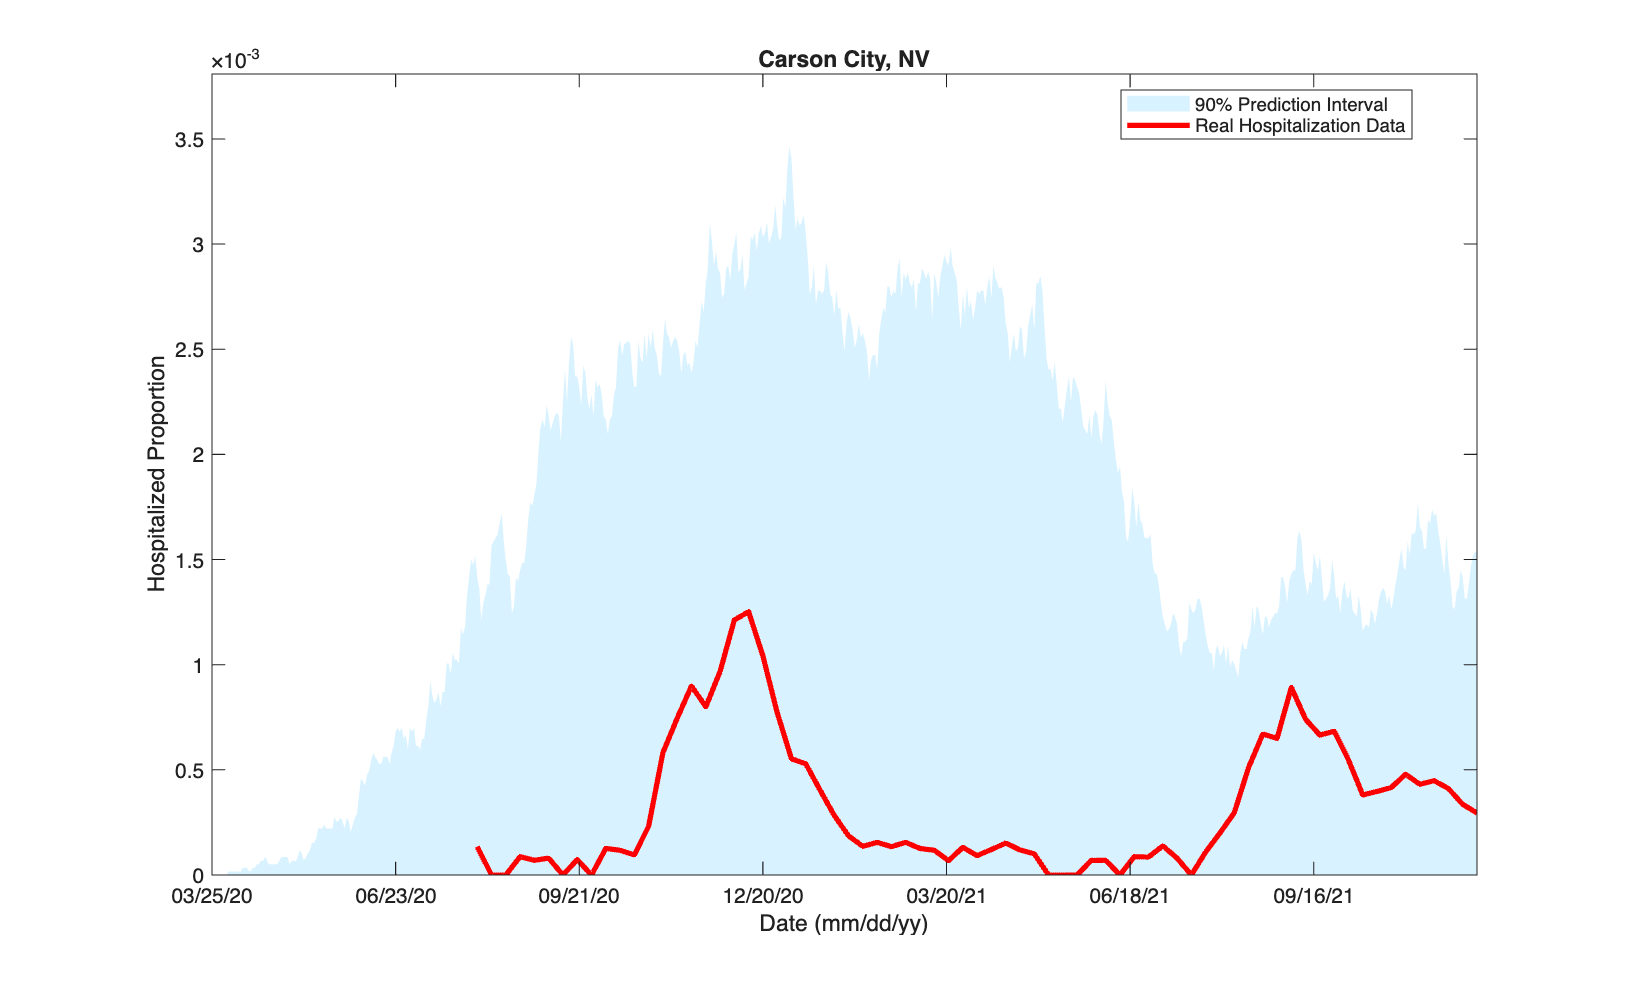 Carson City, NV
×10⁻³
90% Prediction Interval
Real Hospitalization Data
3.5
3
2.5
2
1.5
1
0.5
0
Hospitalized Proportion
03/25/20 06/23/20 09/21/20 12/20/20 03/20/21 06/18/21 09/16/21
Date (mm/dd/yy)